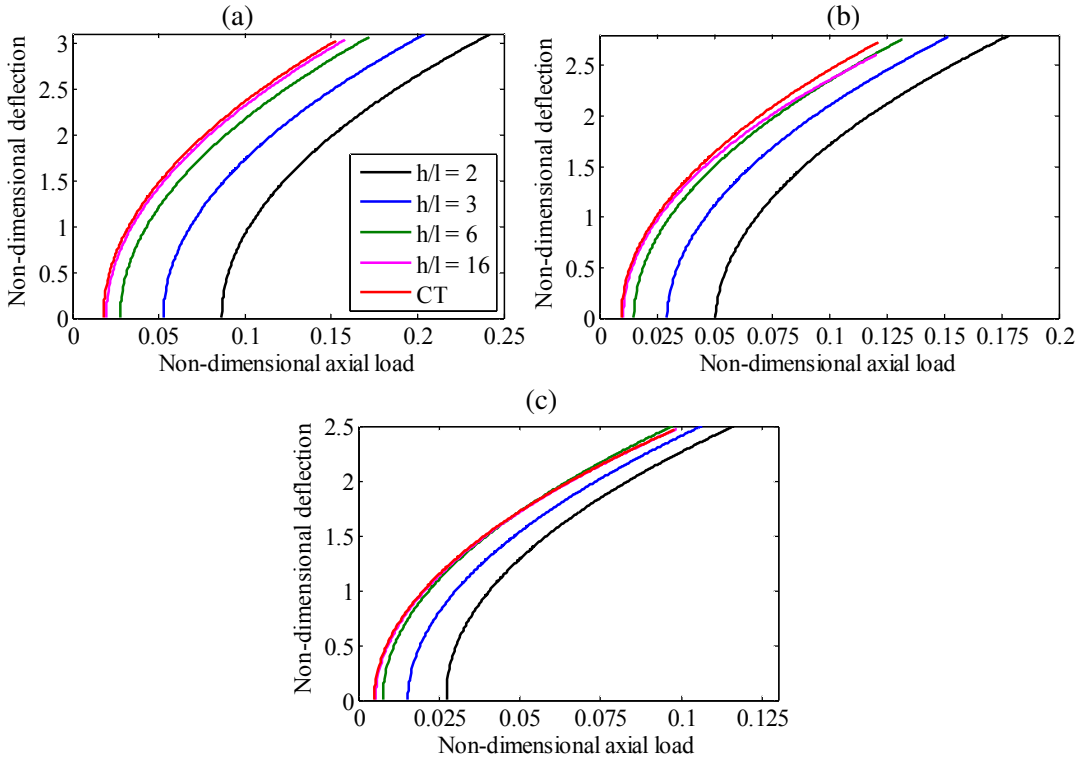 (a)
Non-dimensional deflection
3
2.5
2
1.5
1
0.5
0
0 0.05 0.1 0.15 0.2 0.25
Non-dimensional axial load
h/l = 2
h/l = 3
h/l = 6
h/l = 16
CT
(b)
Non-dimensional deflection
2.5
2
1.5
1
0.5
0
0 0.025 0.05 0.075 0.1 0.125 0.15 0.175 0.2
Non-dimensional axial load
(c)
Non-dimensional deflection
2.5
2
1.5
1
0.5
0
0 0.025 0.05 0.075 0.1 0.125
Non-dimensional axial load